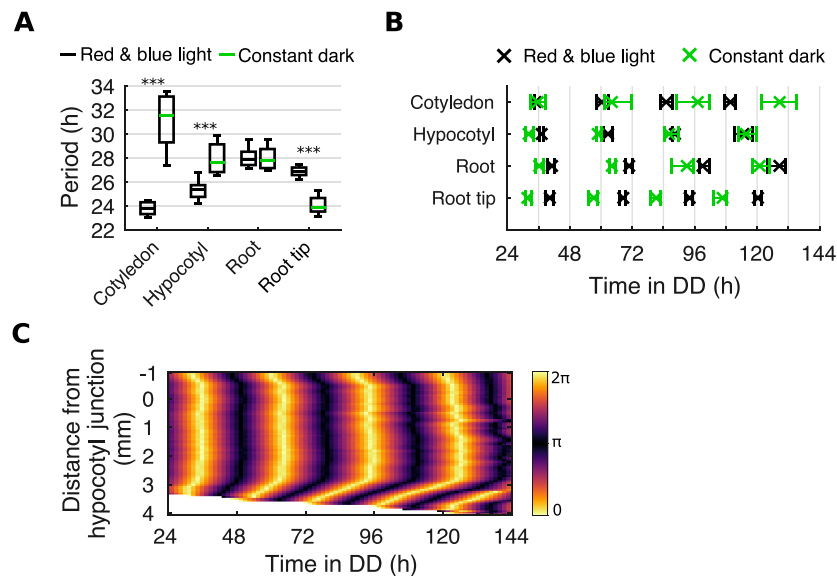 A
Red & blue light Constant dark
34
32
30
28
26
24
22
Period (h)
***
***
***
Cotyledon
Hypocotyl
Root
Root tip
B
Red & blue light Constant dark
Cotyledon
Hypocotyl
Root
Root tip
24 48 72 96 120 144
Time in DD (h)
C
Distance from
hypocotyl junction
(mm)
-1
0
1
2
3
4
24 48 72 96 120 144
Time in DD (h)
2π
π
0